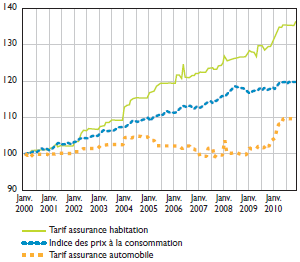 140
130
120
110
100
90
Janv. Janv. Janv. Janv. Janv. Janv. Janv. Janv. Janv. Janv. Janv.
2000 2001 2002 2003 2004 2005 2006 2007 2008 2009 2010
Tarif assurance habitation
Indice des prix à la consommation
Tarif assurance automobile